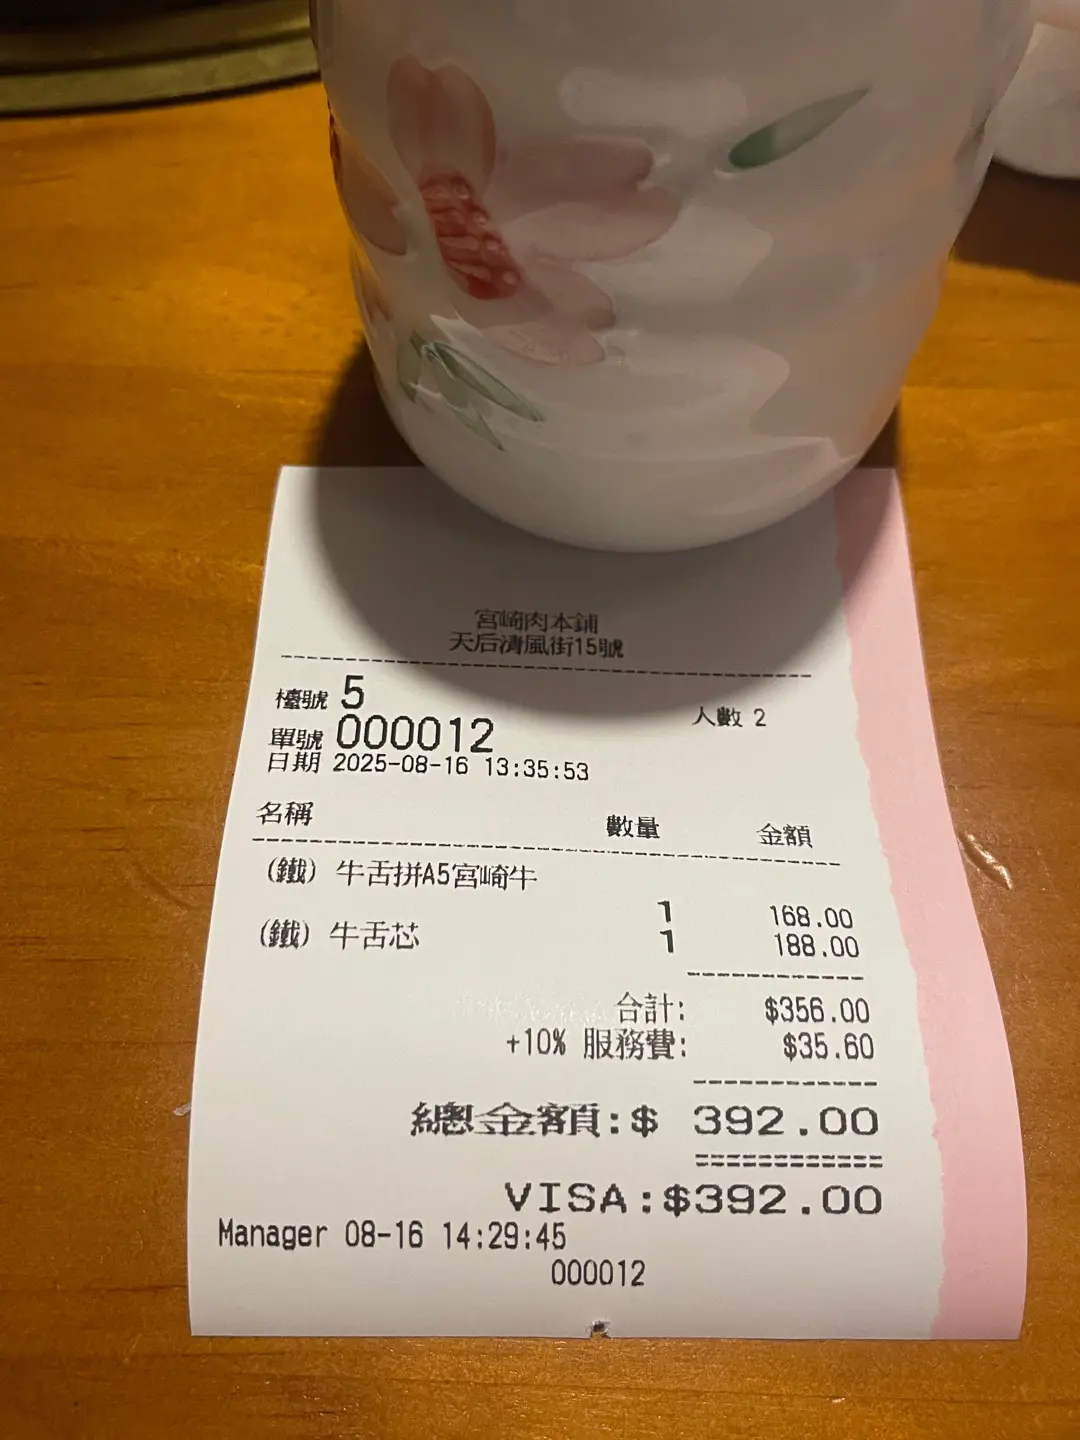 宮崎肉本鋪
天后清風街15號
檯號 5 人數 2
單號 000012
日期 2025-08-16 13:35:53
名稱 數量 金額
(鐵) 牛舌拼A5宮崎牛
1 168.00
(鐵) 牛舌芯 1 188.00
合計: $356.00
+10% 服務費: $35.60
總金額:$ 392.00
VISA:$392.00
Manager 08-16 14:29:45
000012